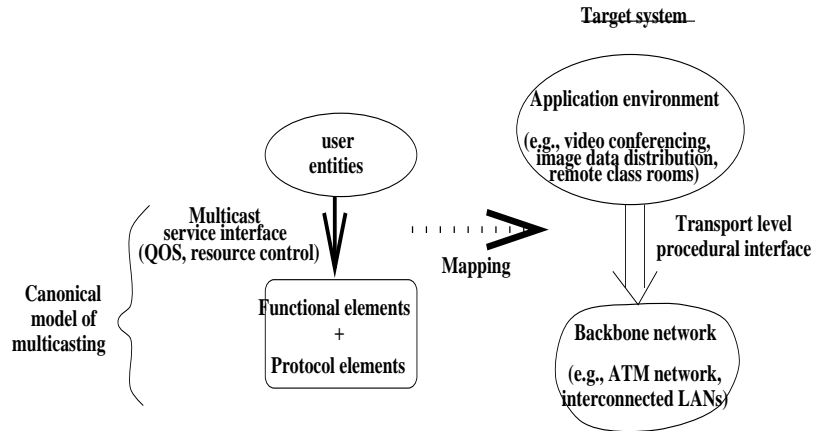 Target system
Application environment
(e.g., video conferencing,
image data distribution,
remote class rooms)
user
entities
Multicast
service interface
(QOS, resource control)
Mapping
Transport level
procedural interface
Canonical
model of
multicasting
Functional elements
+
Protocol elements
Backbone network
(e.g., ATM network,
interconnected LANs)